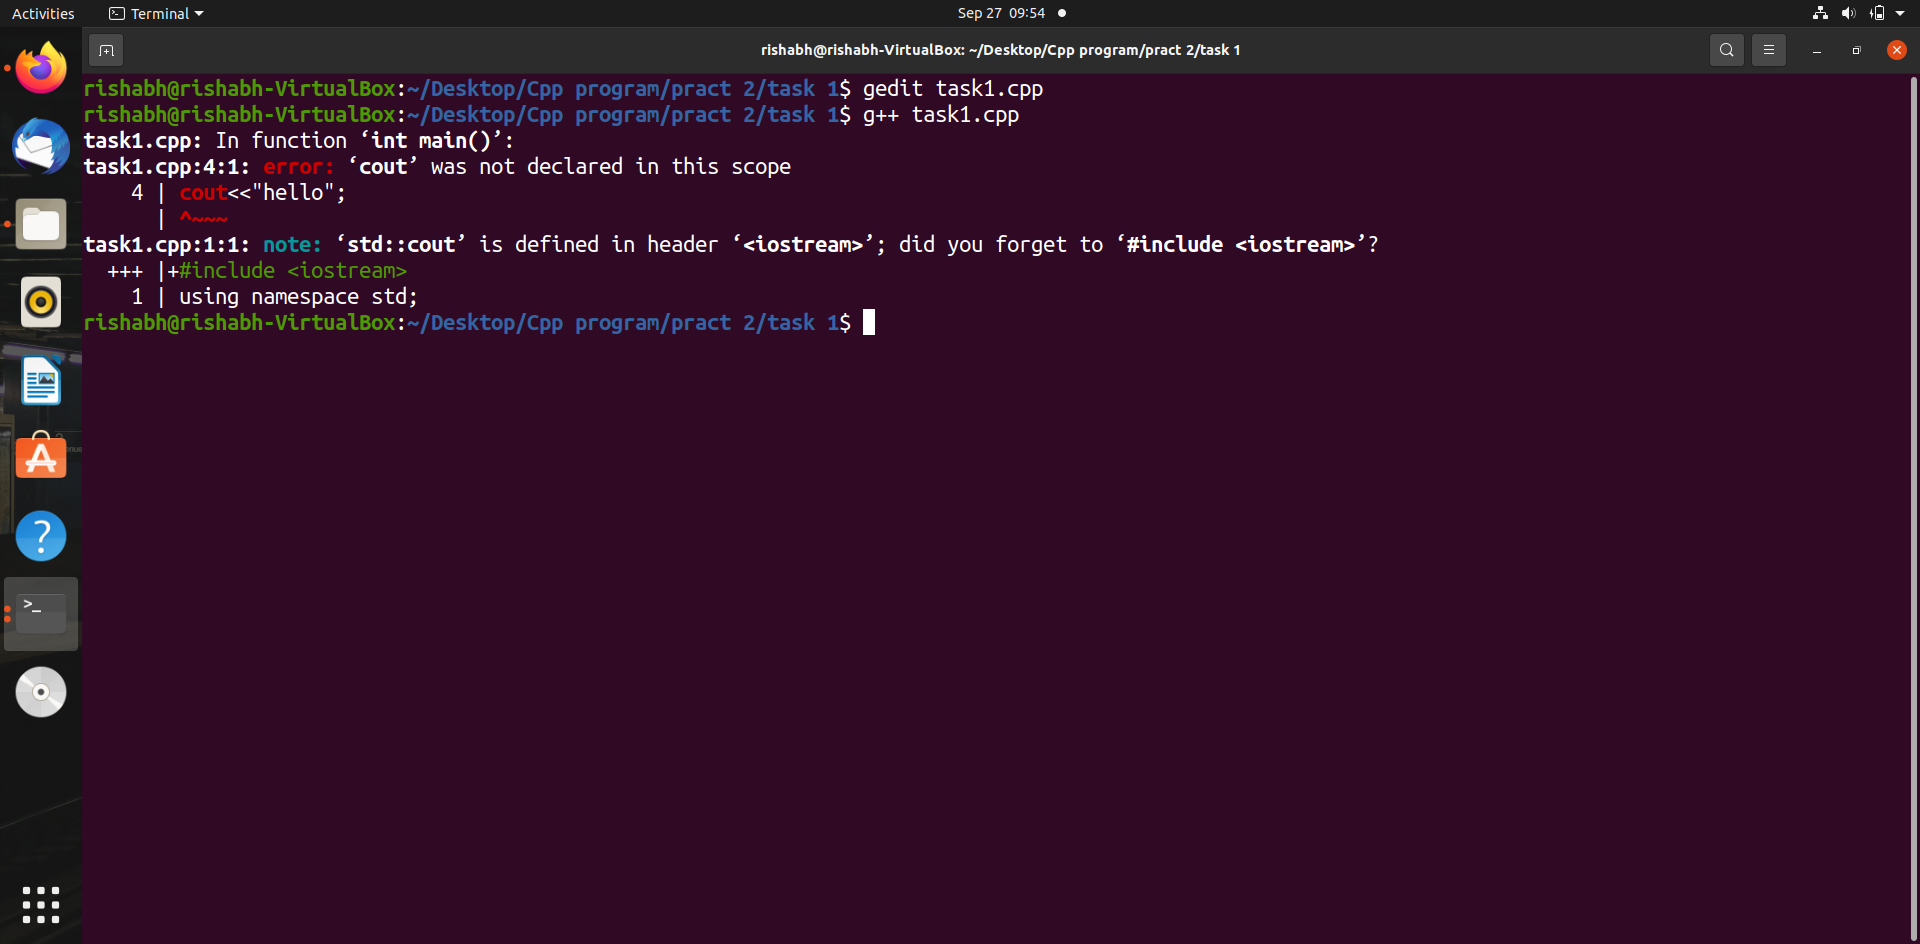 Activities
Terminal
Sep 27 09:54
rishabh@rishabh-VirtualBox: ~/Desktop/Cpp program/pract 2/task 1
rishabh@rishabh-VirtualBox:~/Desktop/Cpp program/pract 2/task 1$ gedit task1.cpp
rishabh@rishabh-VirtualBox:~/Desktop/Cpp program/pract 2/task 1$ g++ task1.cpp
task1.cpp: In function ‘int main()’:
task1.cpp:4:1: error: ‘cout’ was not declared in this scope
    4 | cout<<"hello";
      | ^~~~
task1.cpp:1:1: note: ‘std::cout’ is defined in header ‘<iostream>’; did you forget to ‘#include <iostream>’?
  +++ |+#include <iostream>
    1 | using namespace std;
rishabh@rishabh-VirtualBox:~/Desktop/Cpp program/pract 2/task 1$